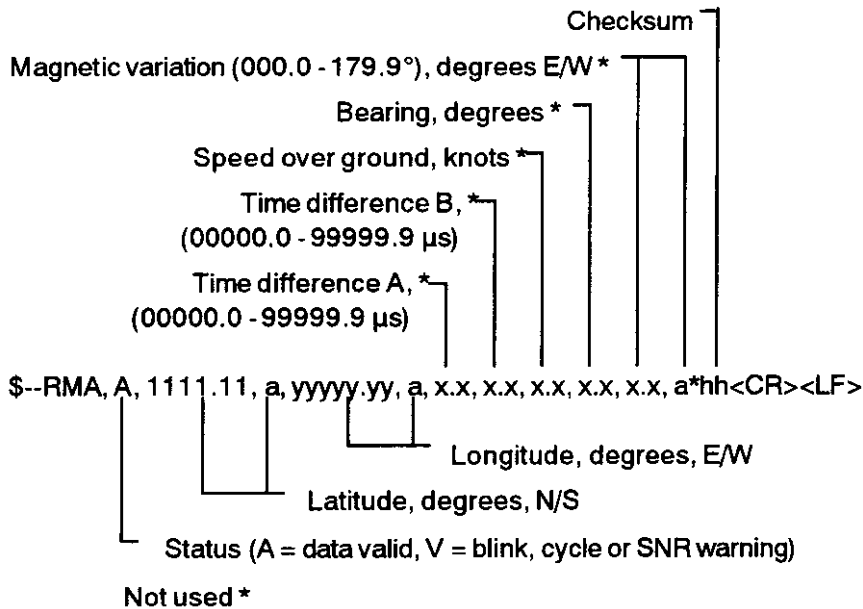 Checksum
Magnetic variation (000.0 - 179.9°), degrees E/W *
Bearing, degrees *
Speed over ground, knots *
Time difference B, *
(00000.0 - 99999.9 µs)
Time difference A, *
(00000.0 - 99999.9 µs)
$--RMA, A, 1111.11, a, yyyyy.yy, a, x.x, x.x, x.x, x.x, x.x, a*hh<CR><LF>
Longitude, degrees, E/W
Latitude, degrees, N/S
Status (A = data valid, V = blink, cycle or SNR warning)
Not used *